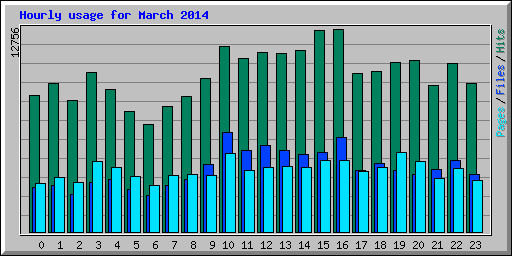 Hourly usage for March 2014
12756
Pages/Files/Hits
0 1 2 3 4 5 6 7 8 9 10 11 12 13 14 15 16 17 18 19 20 21 22 23